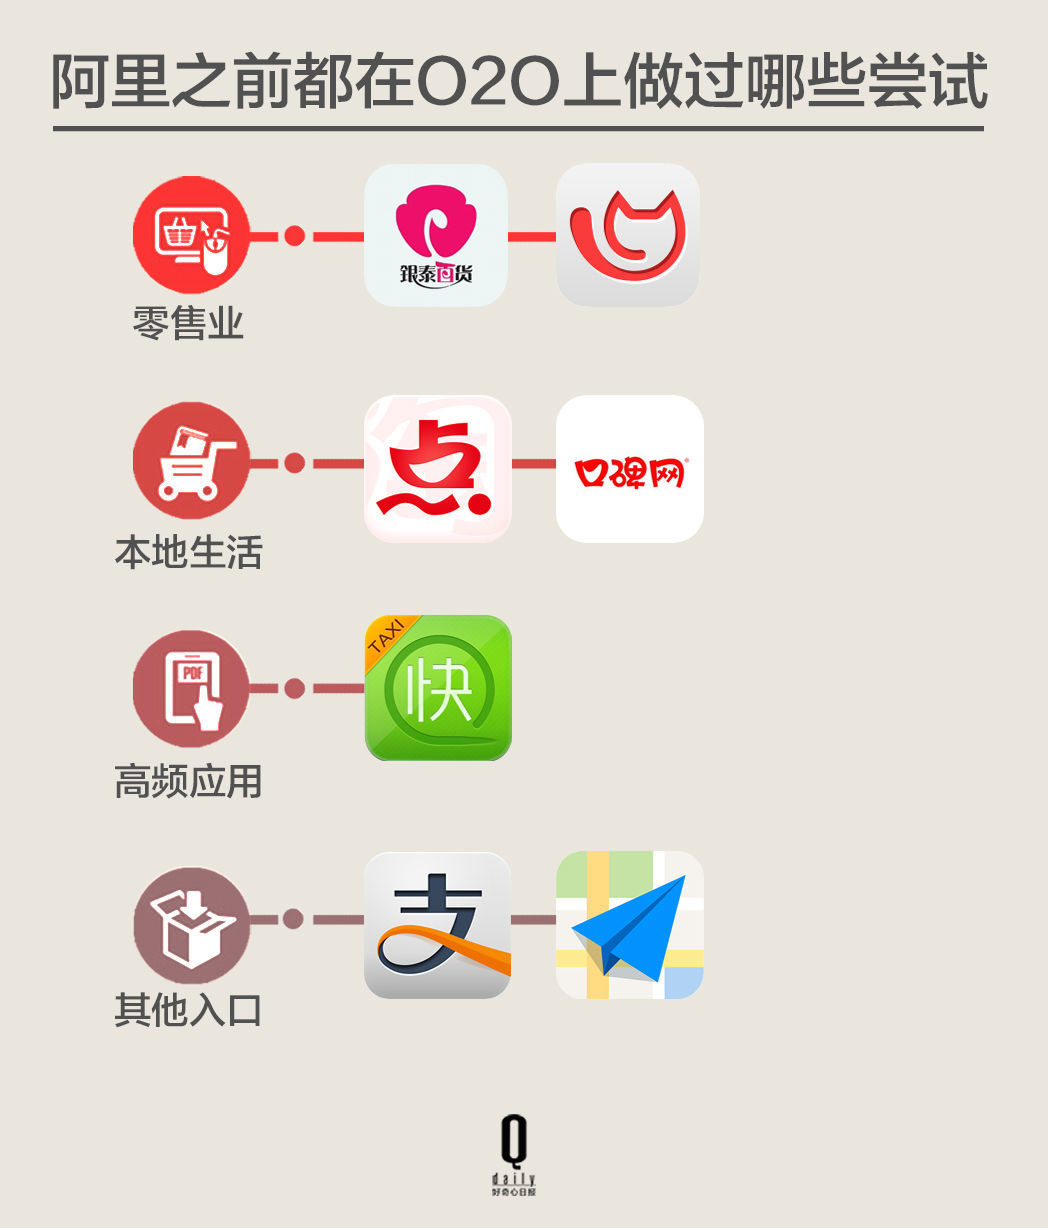 阿里之前都在O2O上做过哪些尝试
銀泰百货
零售业
点
口碑网
本地生活
TAXI
快
PDF
高频应用
支
其他入口
Q
daily
好奇心日报